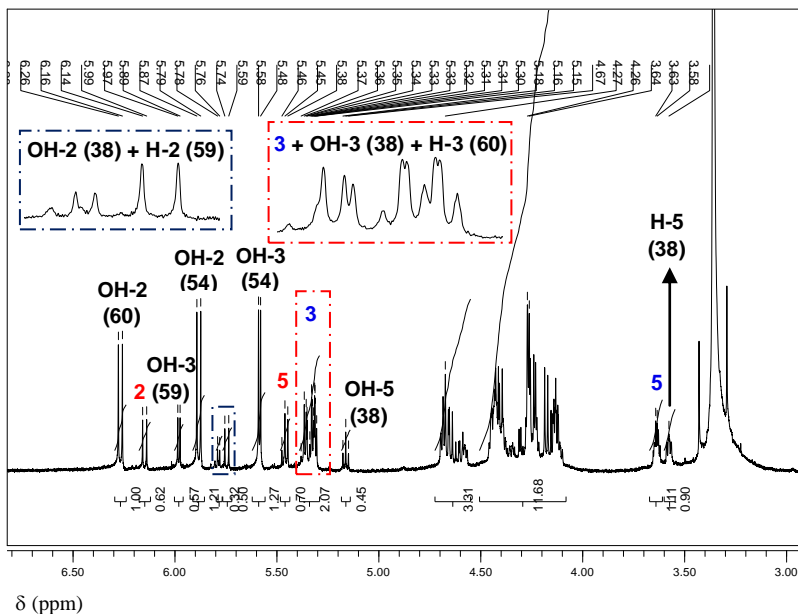 6.26 6.16 6.14 5.99 5.97 5.89 5.87 5.79 5.78 5.76 5.74 5.59 5.58 5.48 5.46 5.45 5.38 5.37 5.36 5.35 5.34 5.33 5.33 5.32 5.31 5.31 5.30 5.18 5.16 5.15 4.67 4.27 4.26 3.64 3.63 3.58
OH-2 (38) + H-2 (59)
3 + OH-3 (38) + H-3 (60)
OH-2
(60)
2
OH-3
(59)
OH-2
(54)
OH-3
(54)
5
3
OH-5
(38)
5
H-5
(38)
1.00 0.62 0.57 1.21 0.32 0.50 1.27 0.70 2.07 0.45 3.31 11.68 1.11 0.90
6.50 6.00 5.50 5.00 4.50 4.00 3.50 3.00
δ (ppm)